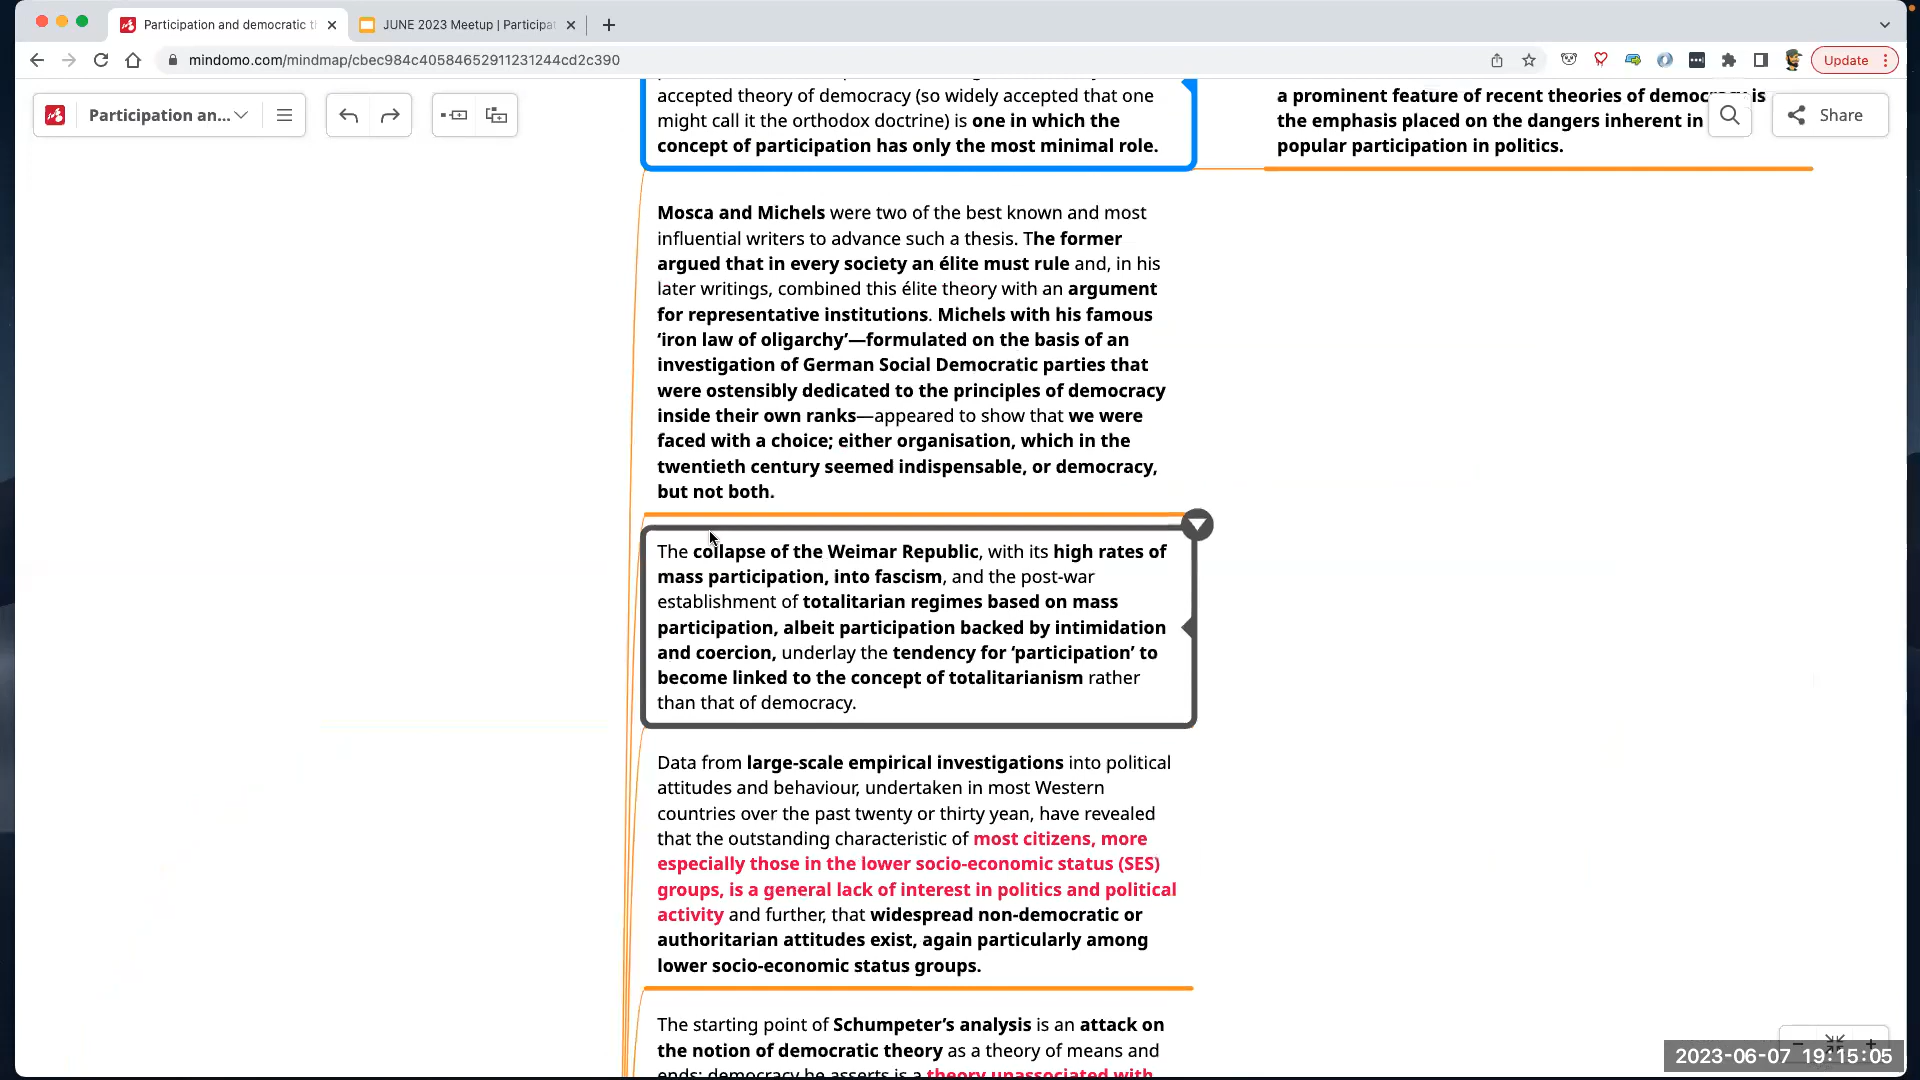 Participation and democratic t
JUNE 2023 Meetup | Participat
mindomo.com/mindmap/cbec984c40584652911231244cd2c390
Update
Participation an...
Share
accepted theory of democracy (so widely accepted that one
might call it the orthodox doctrine) is one in which the
concept of participation has only the most minimal role.
a prominent feature of recent theories of democracy is
the emphasis placed on the dangers inherent in
popular participation in politics.
Mosca and Michels were two of the best known and most
influential writers to advance such a thesis. The former
argued that in every society an élite must rule and, in his
later writings, combined this élite theory with an argument
for representative institutions. Michels with his famous
‘iron law of oligarchy’—formulated on the basis of an
investigation of German Social Democratic parties that
were ostensibly dedicated to the principles of democracy
inside their own ranks—appeared to show that we were
faced with a choice; either organisation, which in the
twentieth century seemed indispensable, or democracy,
but not both.
The collapse of the Weimar Republic, with its high rates of
mass participation, into fascism, and the post-war
establishment of totalitarian regimes based on mass
participation, albeit participation backed by intimidation
and coercion, underlay the tendency for ‘participation’ to
become linked to the concept of totalitarianism rather
than that of democracy.
Data from large-scale empirical investigations into political
attitudes and behaviour, undertaken in most Western
countries over the past twenty or thirty year, have revealed
that the outstanding characteristic of most citizens, more
especially those in the lower socio-economic status (SES)
groups, is a general lack of interest in politics and political
activity and further, that widespread non-democratic or
authoritarian attitudes exist, again particularly among
lower socio-economic status groups.
The starting point of Schumpeter’s analysis is an attack on
the notion of democratic theory as a theory of means and
ends; democracy he asserts is a theory unassociated with
2023-06-07 19:15:05